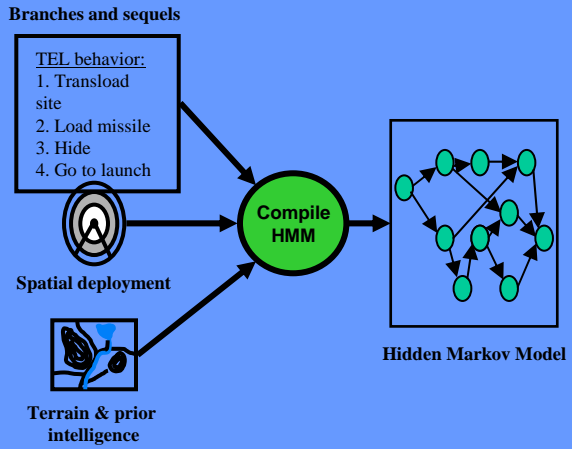 Branches and sequels
TEL behavior:
1. Transload
site
2. Load missile
3. Hide
4. Go to launch
Compile
HMM
Spatial deployment
Hidden Markov Model
Terrain & prior
intelligence